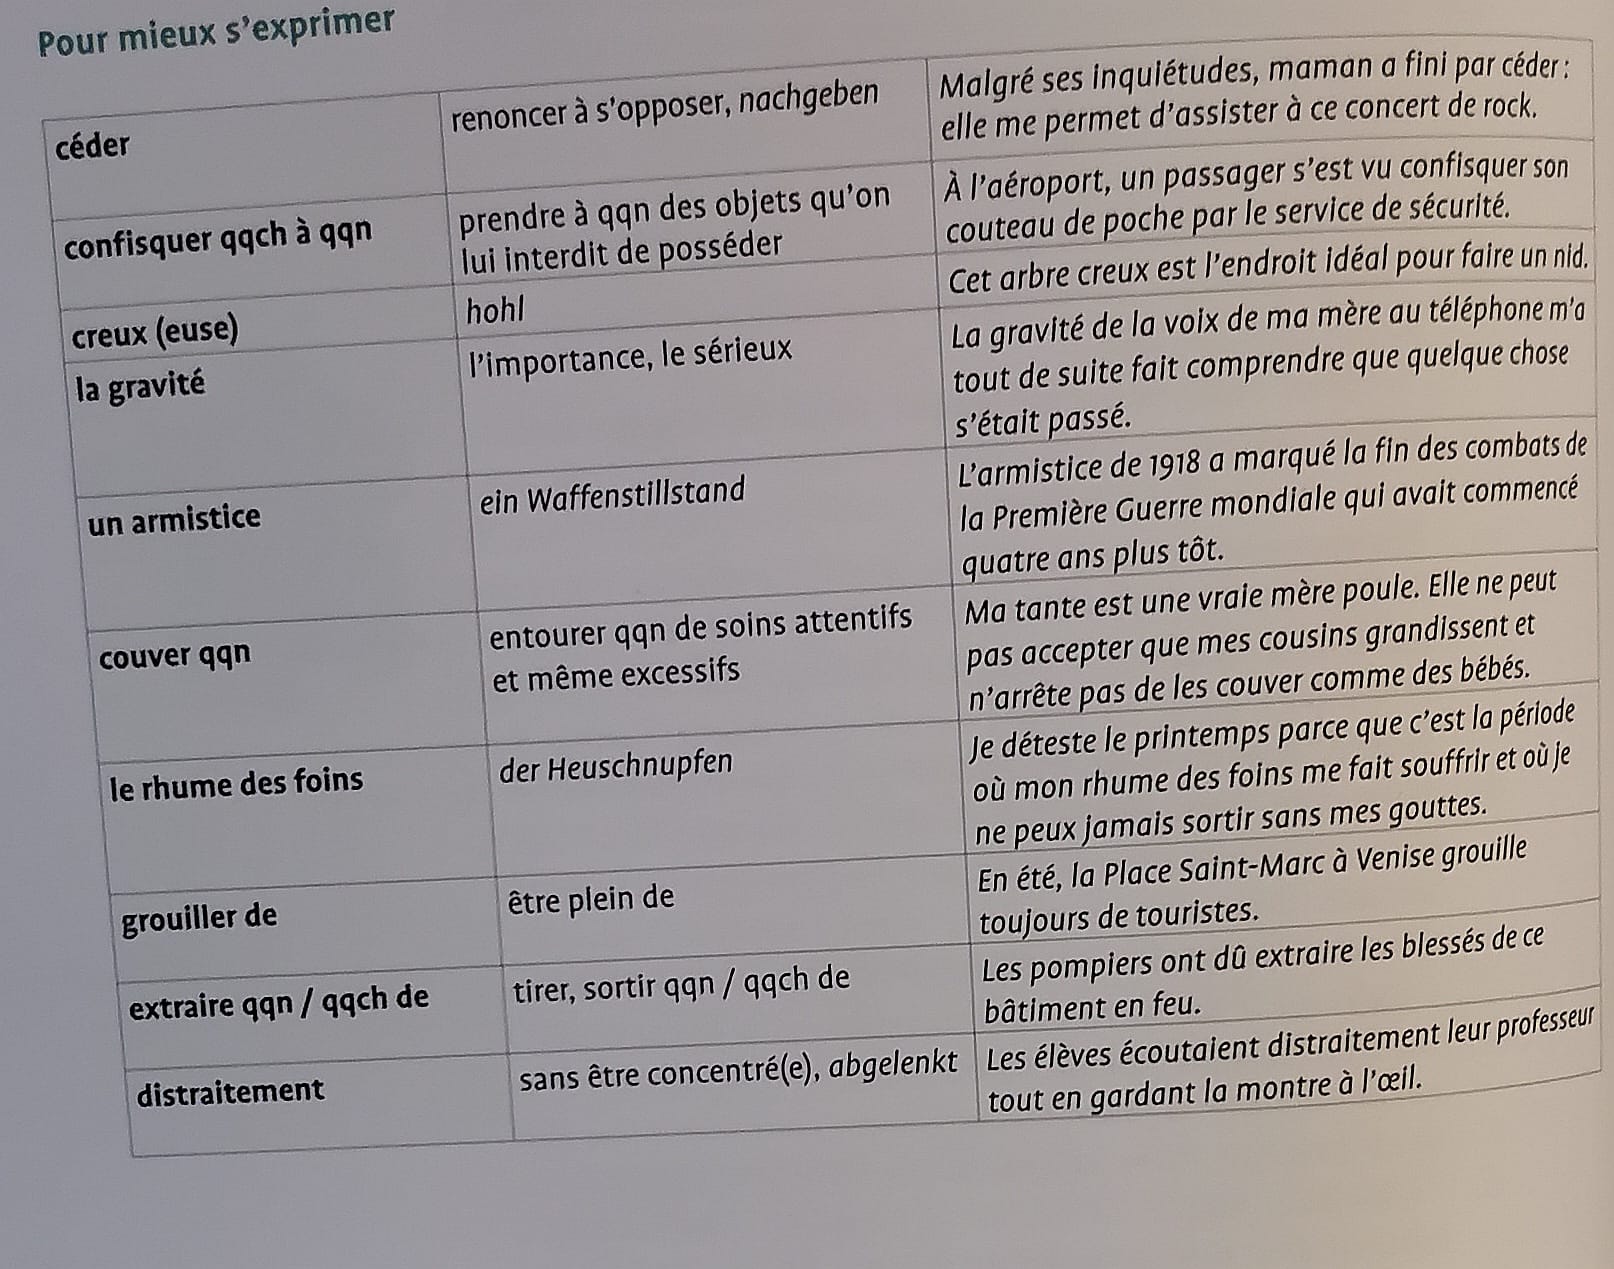 Pour mieux s'exprimer
céder
renoncer à s'opposer, nachgeben
Malgré ses inquiétudes, maman a fini par céder :
elle me permet d'assister à ce concert de rock.
confisquer qqch à qqn
prendre à qqn des objets qu'on
lui interdit de posséder
À l'aéroport, un passager s'est vu confisquer son
couteau de poche par le service de sécurité.
creux (euse)
hohl
Cet arbre creux est l'endroit idéal pour faire un nid.
la gravité
l'importance, le sérieux
La gravité de la voix de ma mère au téléphone m'a
tout de suite fait comprendre que quelque chose
s'était passé.
un armistice
ein Waffenstillstand
L'armistice de 1918 a marqué la fin des combats de
la Première Guerre mondiale qui avait commencé
quatre ans plus tôt.
couver qqn
entourer qqn de soins attentifs
et même excessifs
Ma tante est une vraie mère poule. Elle ne peut
pas accepter que mes cousins grandissent et
n'arrête pas de les couver comme des bébés.
le rhume des foins
der Heuschnupfen
Je déteste le printemps parce que c'est la période
où mon rhume des foins me fait souffrir et où je
ne peux jamais sortir sans mes gouttes.
grouiller de
être plein de
En été, la Place Saint-Marc à Venise grouille
toujours de touristes.
extraire qqn / qqch de
tirer, sortir qqn / qqch de
Les pompiers ont dû extraire les blessés de ce
bâtiment en feu.
distraitement
sans être concentré(e), abgelenkt
Les élèves écoutaient distraitement leur professeur
tout en gardant la montre à l'œil.